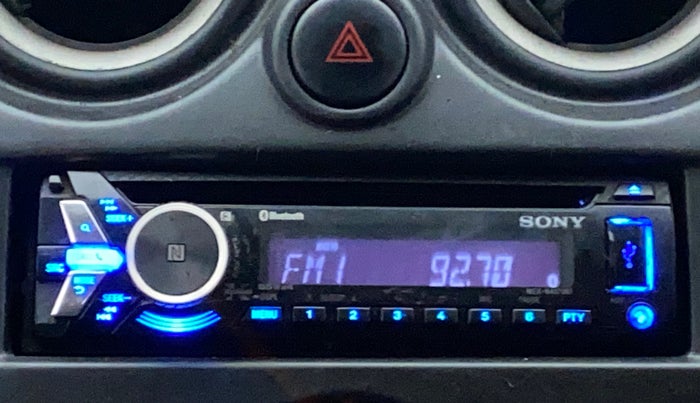 SEEK+
N
Bluetooth
SONY
FM1 92.70
SRC
SEEK-
MENU 1 2 3 4 5 6 PTY